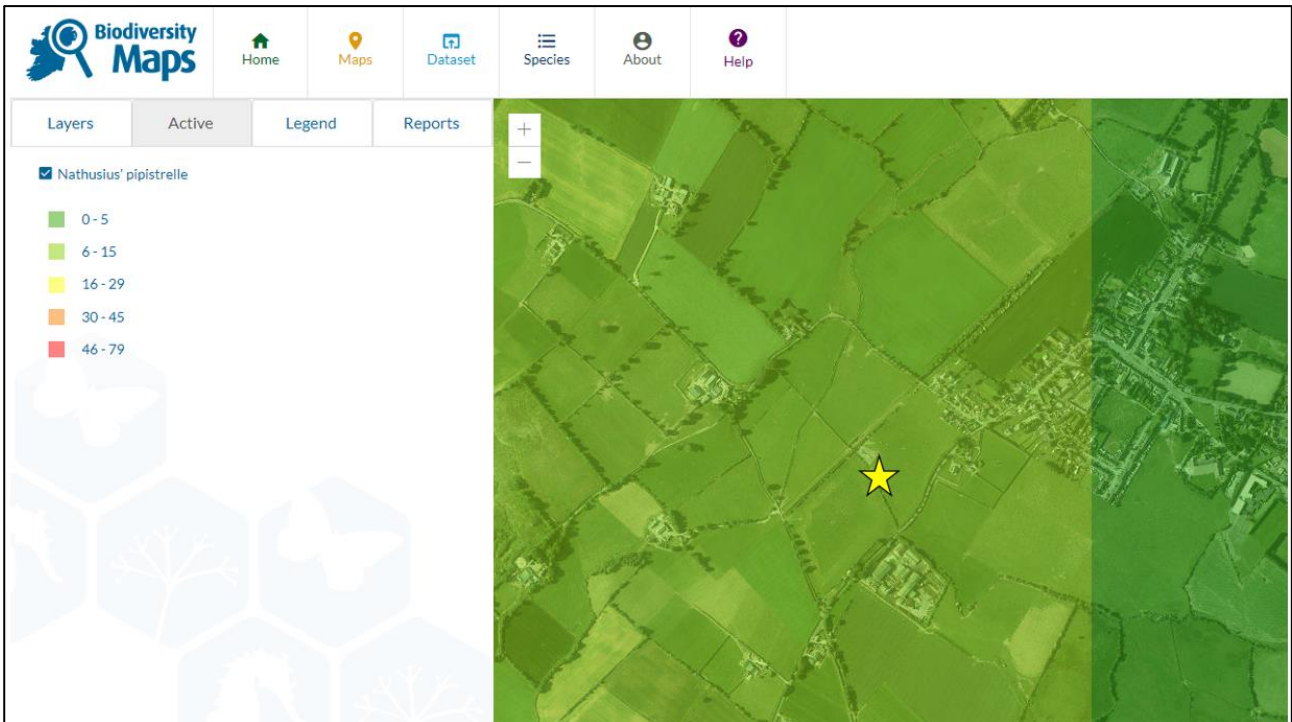 Biodiversity
Maps
Home
Maps
Dataset
Species
About
Help
Layers
Active
Legend
Reports
+
−
Nathusius' pipistrelle
0 - 5
6 - 15
16 - 29
30 - 45
46 - 79